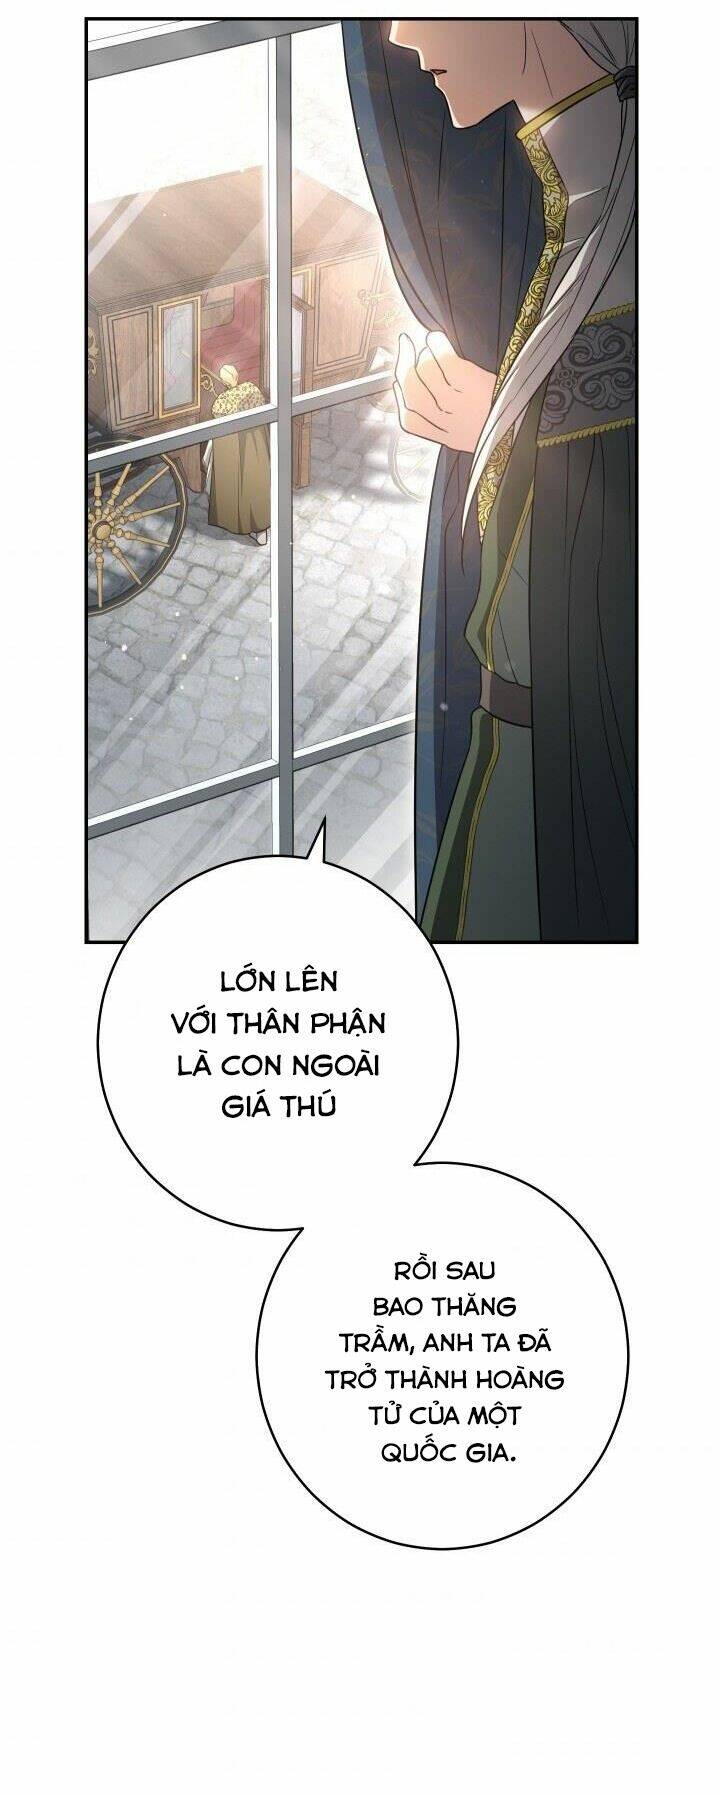 LỚN LÊN
VỚI THÂN PHẬN
LÀ CON NGOÀI
GIÁ THÚ
RỒI SAU
BAO THĂNG
TRẦM, ANH TA ĐÃ
TRỞ THÀNH HOÀNG
TỬ CỦA MỘT
QUỐC GIA.